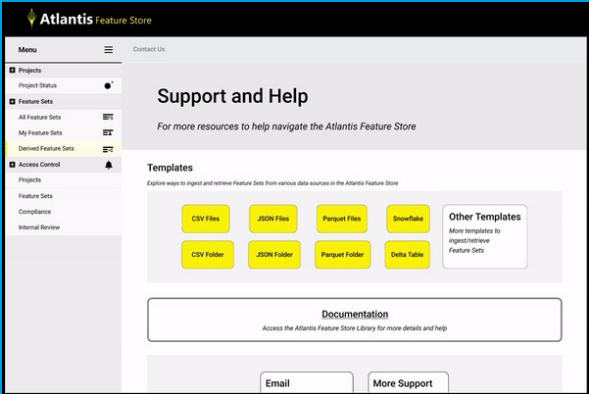 Atlantis Feature Store
Menu
Contact Us
Projects
Project Status
Feature Sets
All Feature Sets
My Feature Sets
Derived Feature Sets
Access Control
Projects
Feature Sets
Compliance
Internal Review
Support and Help
For more resources to help navigate the Atlantis Feature Store
Templates
Explore ways to ingest and retrieve Feature Sets from various data sources in the Atlantis Feature Store
CSV Files
JSON Files
Parquet Files
Snowflake
CSV Folder
JSON Folder
Parquet Folder
Delta Table
Other Templates
More templates to
ingest/retrieve
Feature Sets
Documentation
Access the Atlantis Feature Store Library for more details and help
Email
More Support